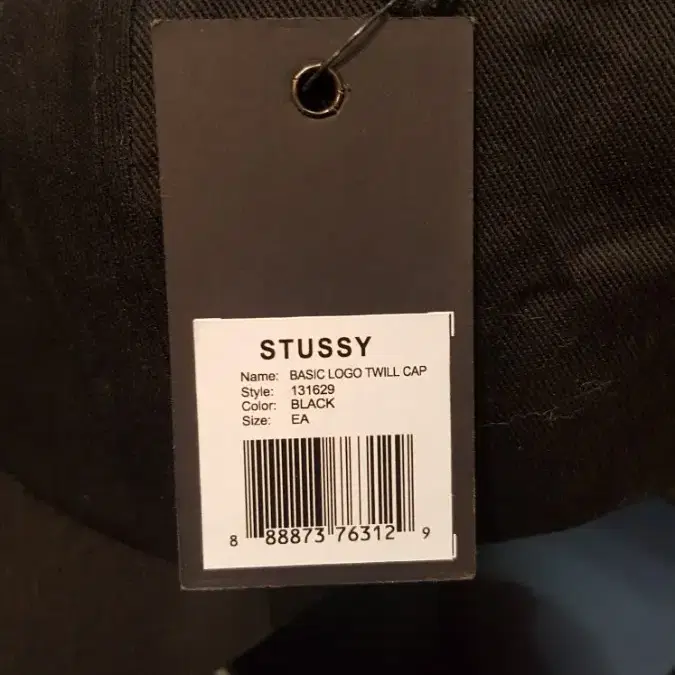 STUSSY
Name: BASIC LOGO TWILL CAP
Style: 131629
Color: BLACK
Size: EA
8 88873 76312 9